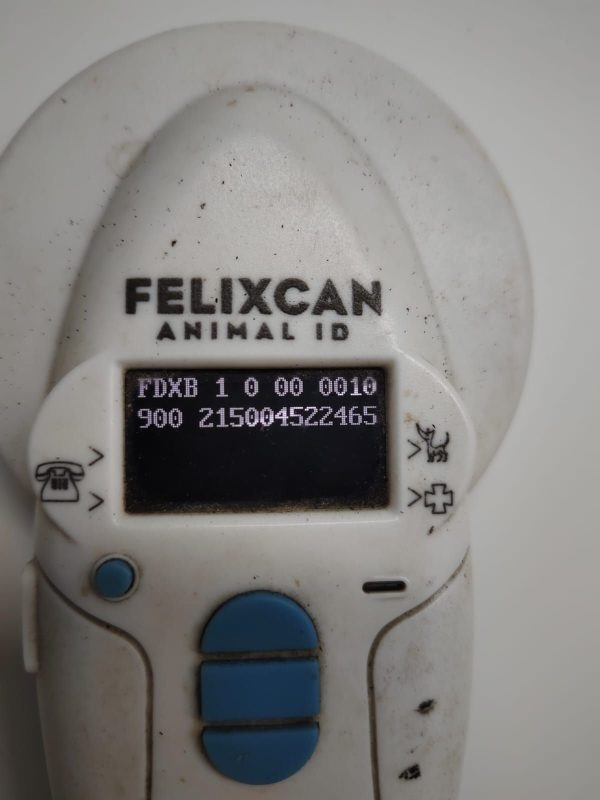 FELIXCAN
ANIMAL ID
FDXB 1 0 00 0010
900 215004522465